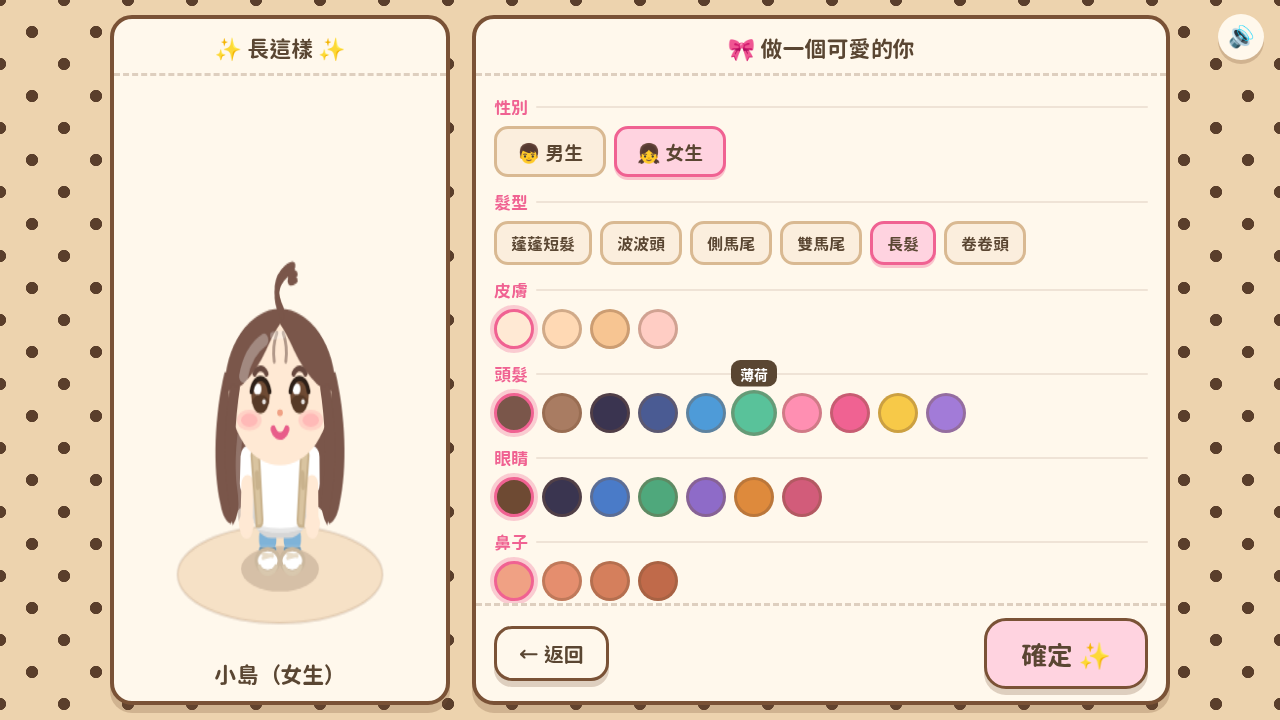 ✨ 長這樣 ✨
小島（女生）
🎀 做一個可愛的你
性別
👦 男生
👧 女生
髮型
蓬蓬短髮
波波頭
側馬尾
雙馬尾
長髮
卷卷頭
皮膚
頭髮
薄荷
眼睛
鼻子
← 返回
確定 ✨